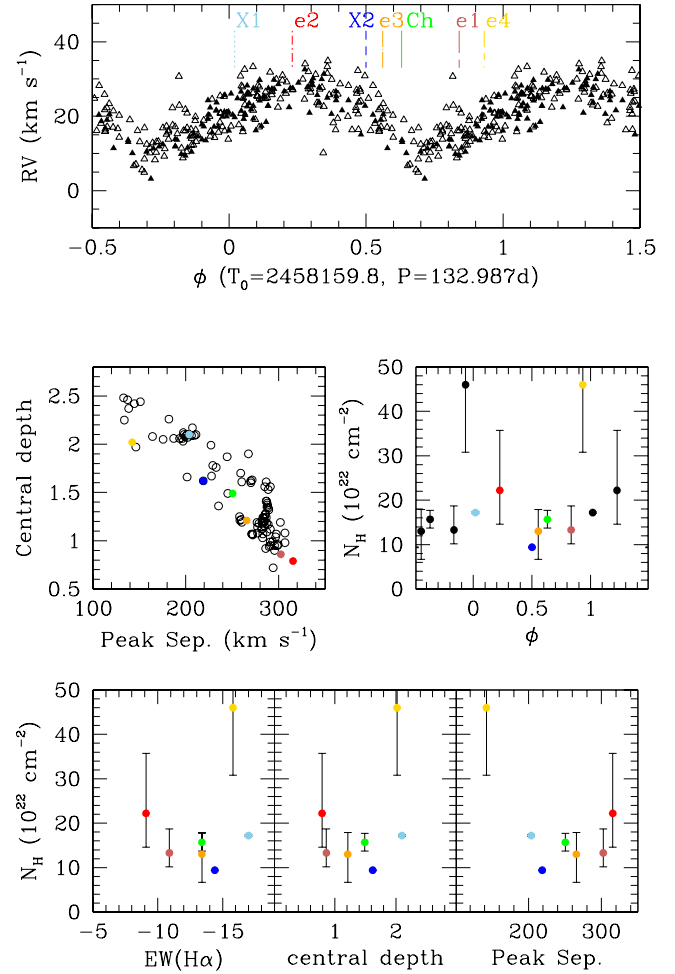 X1 e2 X2 e3 Ch e1 e4
40
20
0
RV (km s⁻¹)
−0.5 0 0.5 1 1.5
ϕ (T₀=2458159.8, P=132.987d)
2.5
2
1.5
1
0.5
Central depth
100 200 300
Peak Sep. (km s⁻¹)
50
40
30
20
10
0
N_H (10²² cm⁻²)
0 0.5 1
ϕ
50
40
30
20
10
0
N_H (10²² cm⁻²)
−5 −10 −15 1 2 200 300
EW(Hα) central depth Peak Sep.